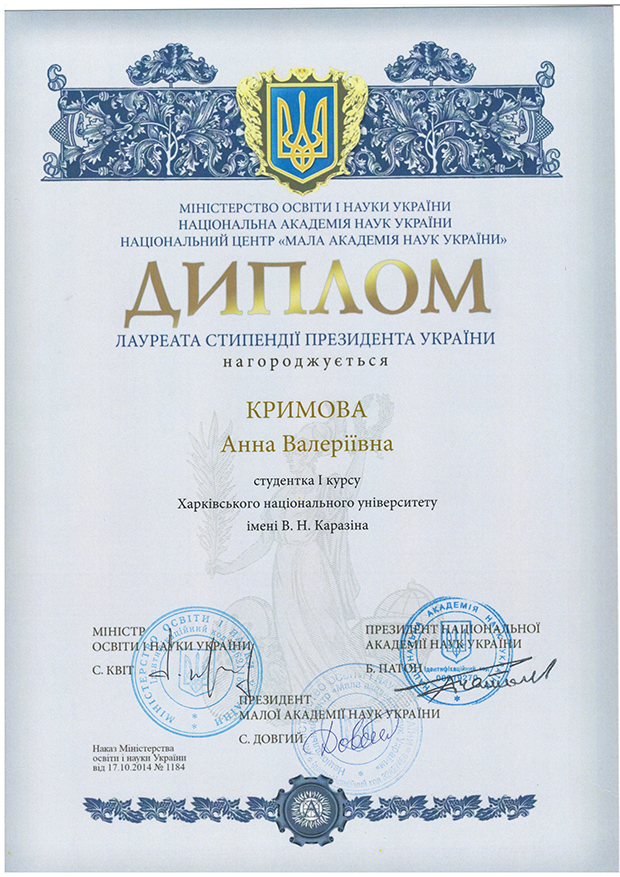 МІНІСТЕРСТВО ОСВІТИ І НАУКИ УКРАЇНИ
НАЦІОНАЛЬНА АКАДЕМІЯ НАУК УКРАЇНИ
НАЦІОНАЛЬНИЙ ЦЕНТР «МАЛА АКАДЕМІЯ НАУК УКРАЇНИ»
ДИПЛОМ
ЛАУРЕАТА СТИПЕНДІЇ ПРЕЗИДЕНТА УКРАЇНИ
нагороджується
КРИМОВА
Анна Валеріївна
студентка І курсу
Харківського національного університету
імені В. Н. Каразіна
МІНІСТР
ОСВІТИ І НАУКИ УКРАЇНИ
С. КВІТ
ПРЕЗИДЕНТ НАЦІОНАЛЬНОЇ
АКАДЕМІЇ НАУК УКРАЇНИ
Б. ПАТОН
ПРЕЗИДЕНТ
МАЛОЇ АКАДЕМІЇ НАУК УКРАЇНИ
С. ДОВГИЙ
Наказ Міністерства
освіти і науки України
від 17.10.2014 № 1184